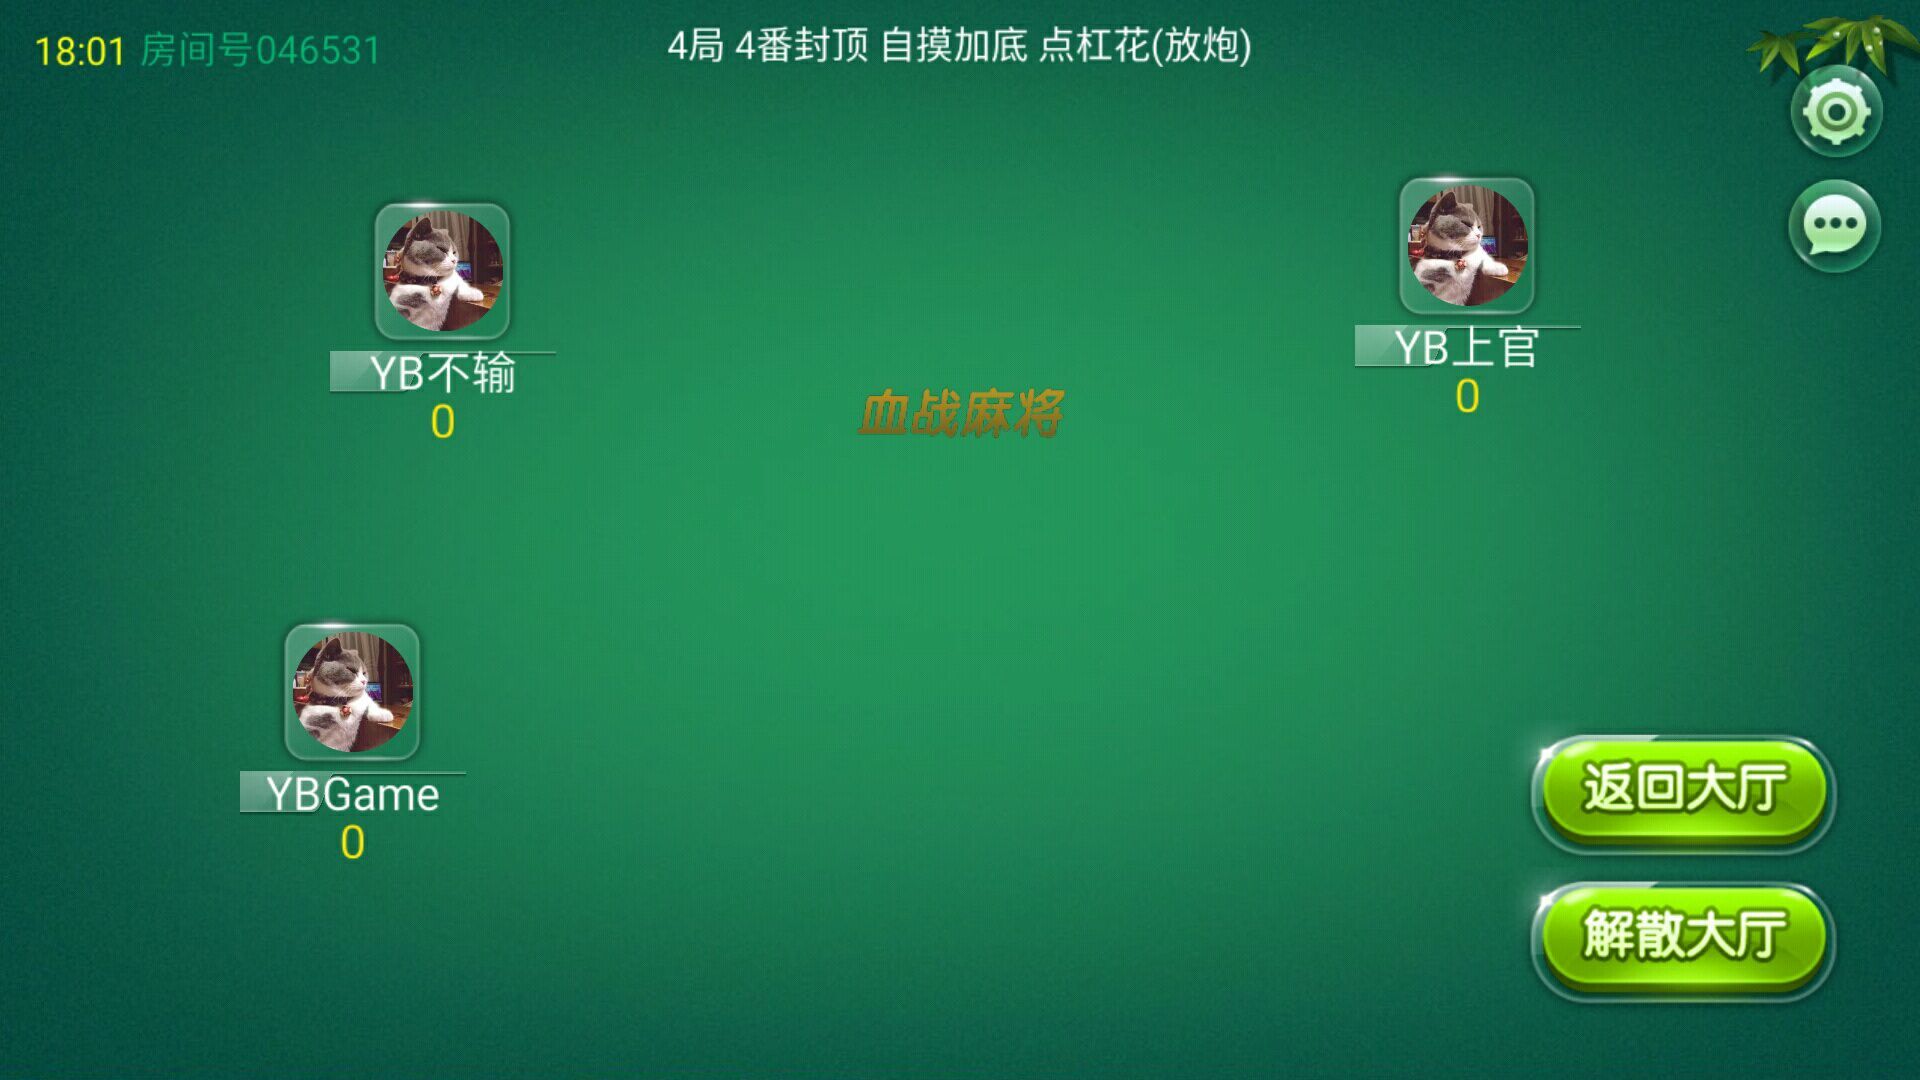 18:01 房间号046531
4局 4番封顶 自摸加底 点杠花(放炮)
YB不输
0
YB上官
0
血战麻将
YBGame
0
返回大厅
解散大厅